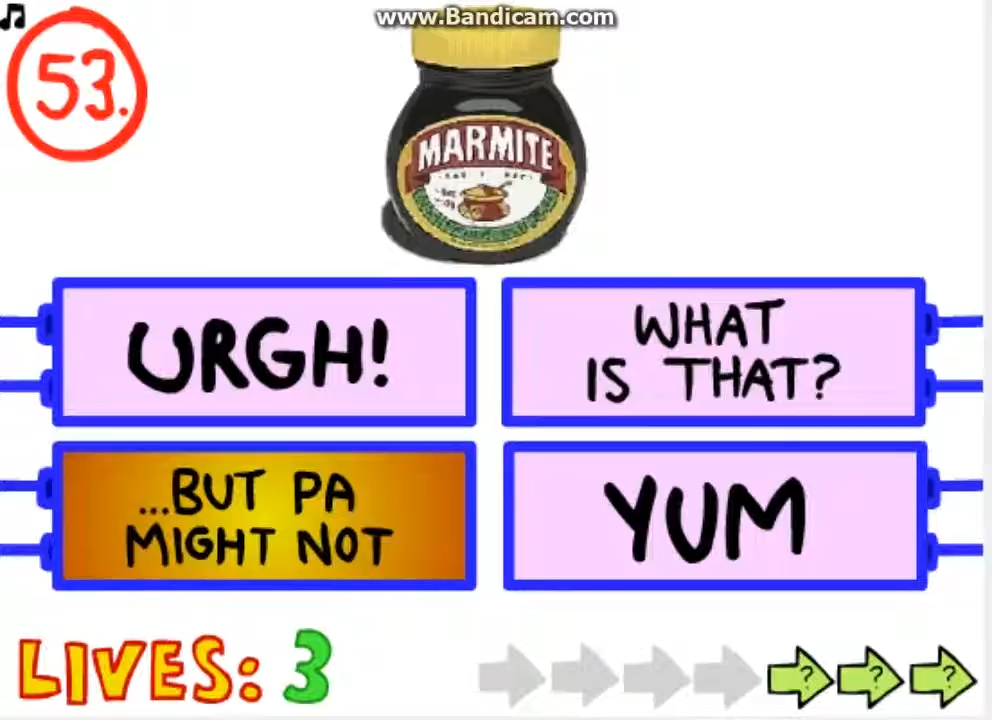 www.Bandicam.com
53.
MARMITE
URGH!
WHAT
IS THAT?
...BUT PA
MIGHT NOT
YUM
LIVES: 3
? ? ?